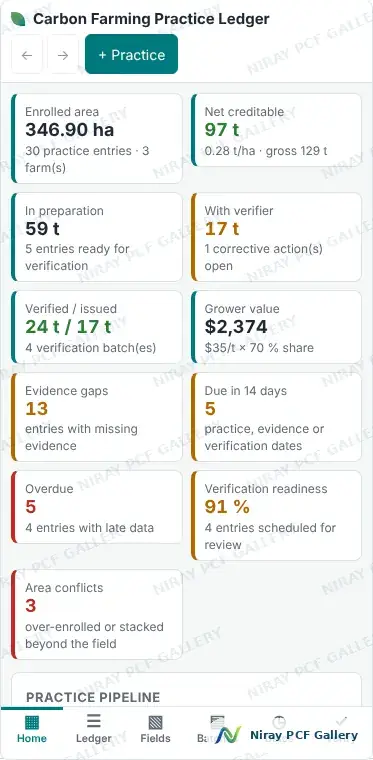 Carbon Farming Practice Ledger
← → + Practice
Enrolled area
346.90 ha
30 practice entries · 3
farm(s)
Net creditable
97 t
0.28 t/ha · gross 129 t
In preparation
59 t
5 entries ready for
verification
With verifier
17 t
1 corrective action(s)
open
Verified / issued
24 t / 17 t
4 verification batch(es)
Grower value
$2,374
$35/t × 70 % share
Evidence gaps
13
entries with missing
evidence
Due in 14 days
5
practice, evidence or
verification dates
Overdue
5
4 entries with late data
Verification readiness
91 %
4 entries scheduled for
review
Area conflicts
3
over-enrolled or stacked
beyond the field
PRACTICE PIPELINE
Home Ledger Fields
Niray PCF Gallery
NIRAY PCF GALLERY